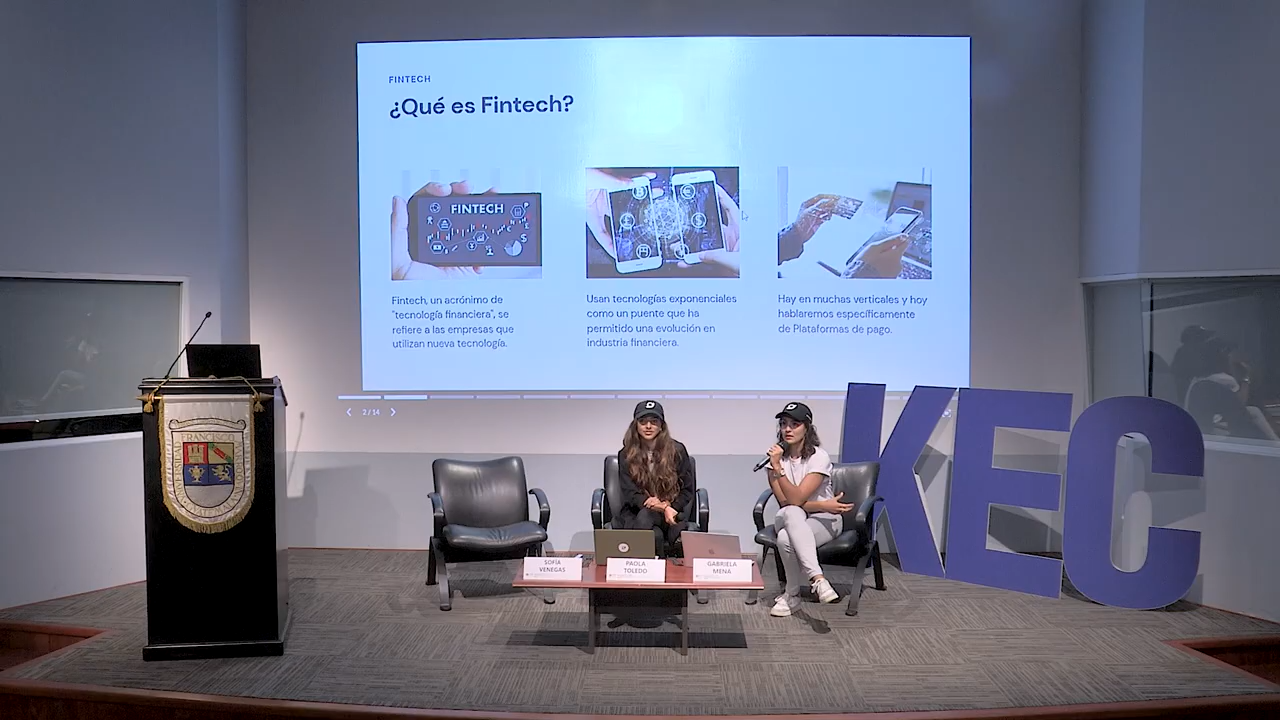 FINTECH
¿Qué es Fintech?
FINTECH
Fintech, un acrónimo de
"tecnología financiera", se
refiere a las empresas que
utilizan nueva tecnología.
Usan tecnologías exponenciales
como un puente que ha
permitido una evolución en
industria financiera.
Hay en muchas verticales y hoy
hablaremos específicamente
de Plataformas de pago.
2 / 14
KEC
FRANCISCO
SOFÍA
VENEGAS
PAOLA
TOLEDO
GABRIELA
MENA